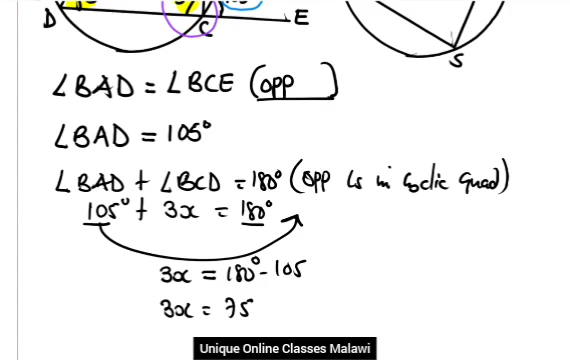 D
C
E
S
∠BAD = ∠BCE (opp )
∠BAD = 105°
∠BAD + ∠BCD = 180° (opp ∠s in cyclic quad)
105° + 3x = 180°
3x = 180° - 105
3x = 75
Unique Online Classes Malawi